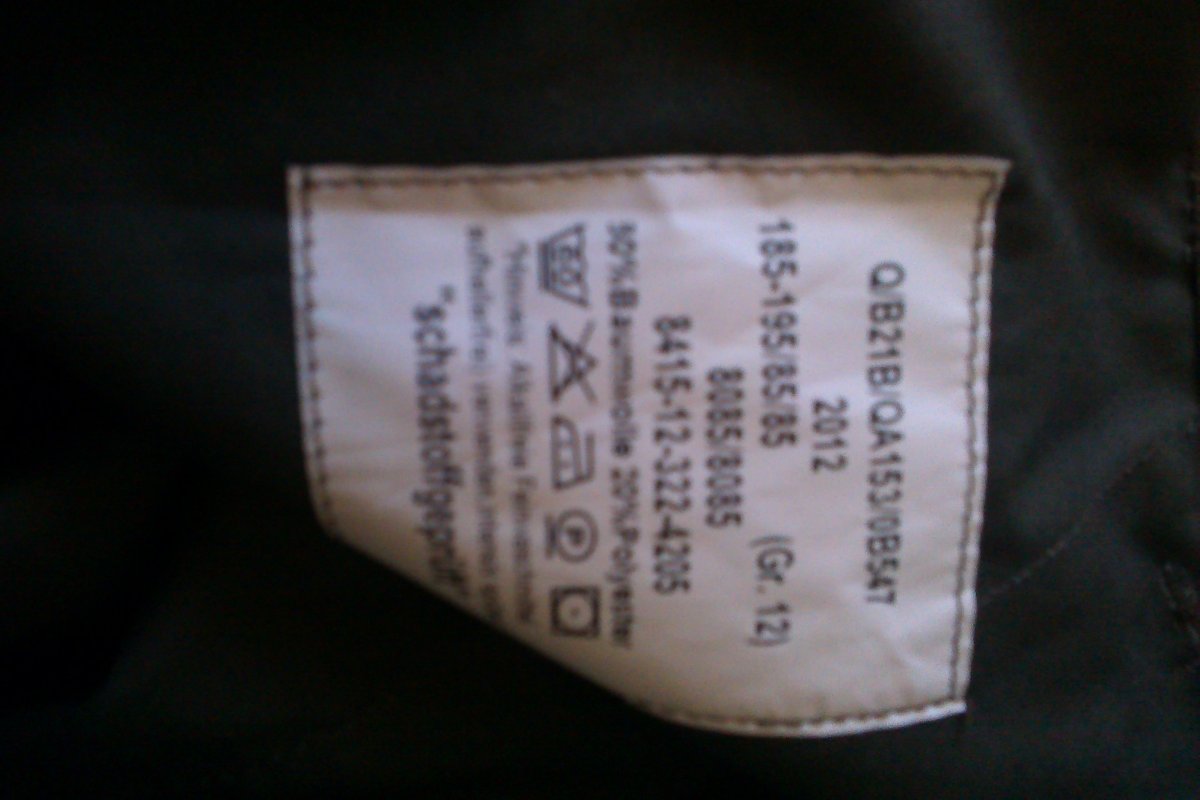 QB21B/QA153/0B547
2012
185-195/85/85 (Gr. 12)
8085/8085
8415-12-322-4205
Baumwolle 20%Polyester
60 P
"schadstoffgeprüft"